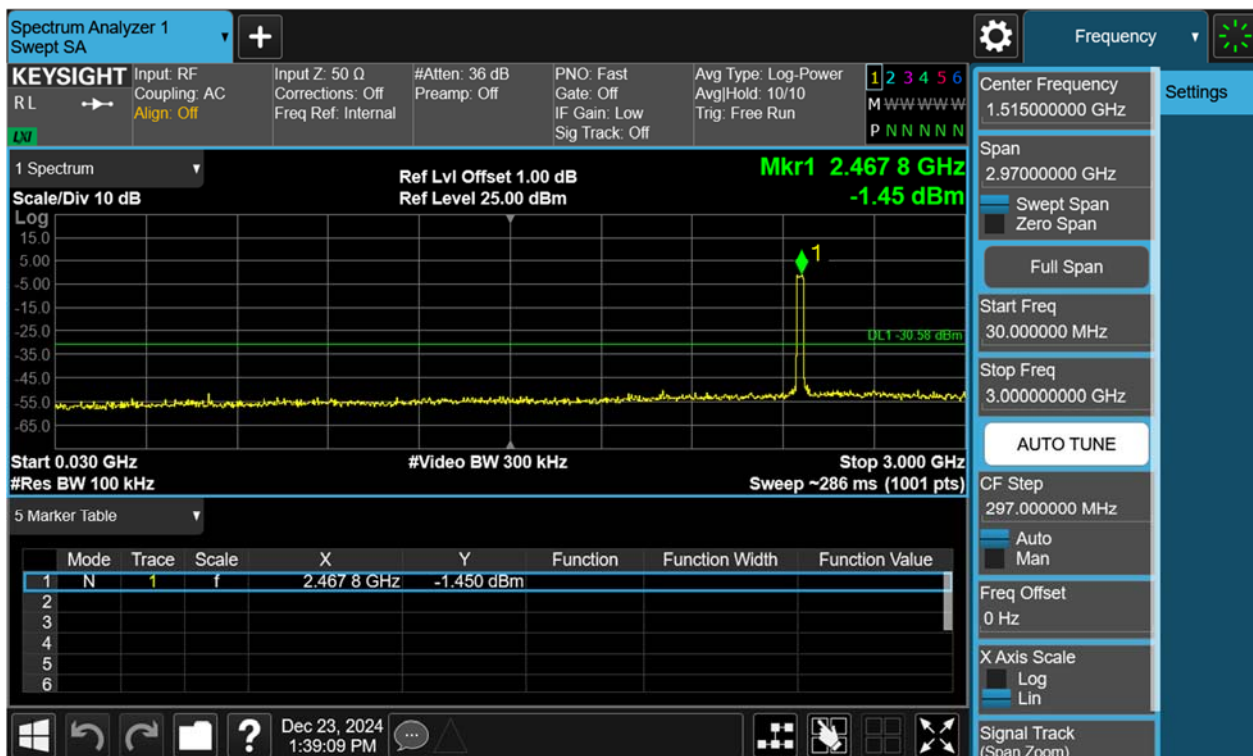 Spectrum Analyzer 1
Swept SA
Frequency
KEYSIGHT
R L
LXI
Input: RF
Coupling: AC
Align: Off
Input Z: 50 Ω
Corrections: Off
Freq Ref: Internal
#Atten: 36 dB
Preamp: Off
PNO: Fast
Gate: Off
IF Gain: Low
Sig Track: Off
Avg Type: Log-Power
Avg|Hold: 10/10
Trig: Free Run
1 2 3 4 5 6
M W W W W W
P N N N N N
Settings
1 Spectrum
Scale/Div 10 dB
Ref Lvl Offset 1.00 dB
Ref Level 25.00 dBm
Mkr1 2.467 8 GHz
-1.45 dBm
Log
15.0
5.00
-5.00
-15.0
-25.0
-35.0
-45.0
-55.0
-65.0
1
DL1 -30.58 dBm
Start 0.030 GHz
#Res BW 100 kHz
#Video BW 300 kHz
Stop 3.000 GHz
Sweep ~286 ms (1001 pts)
5 Marker Table
Mode Trace Scale X Y Function Function Width Function Value
1 N 1 f 2.467 8 GHz -1.450 dBm
2
3
4
5
6
Center Frequency
1.515000000 GHz
Span
2.97000000 GHz
Swept Span
Zero Span
Full Span
Start Freq
30.000000 MHz
Stop Freq
3.000000000 GHz
AUTO TUNE
CF Step
297.000000 MHz
Auto
Man
Freq Offset
0 Hz
X Axis Scale
Log
Lin
Signal Track
(Span Zoom)
?
Dec 23, 2024
1:39:09 PM